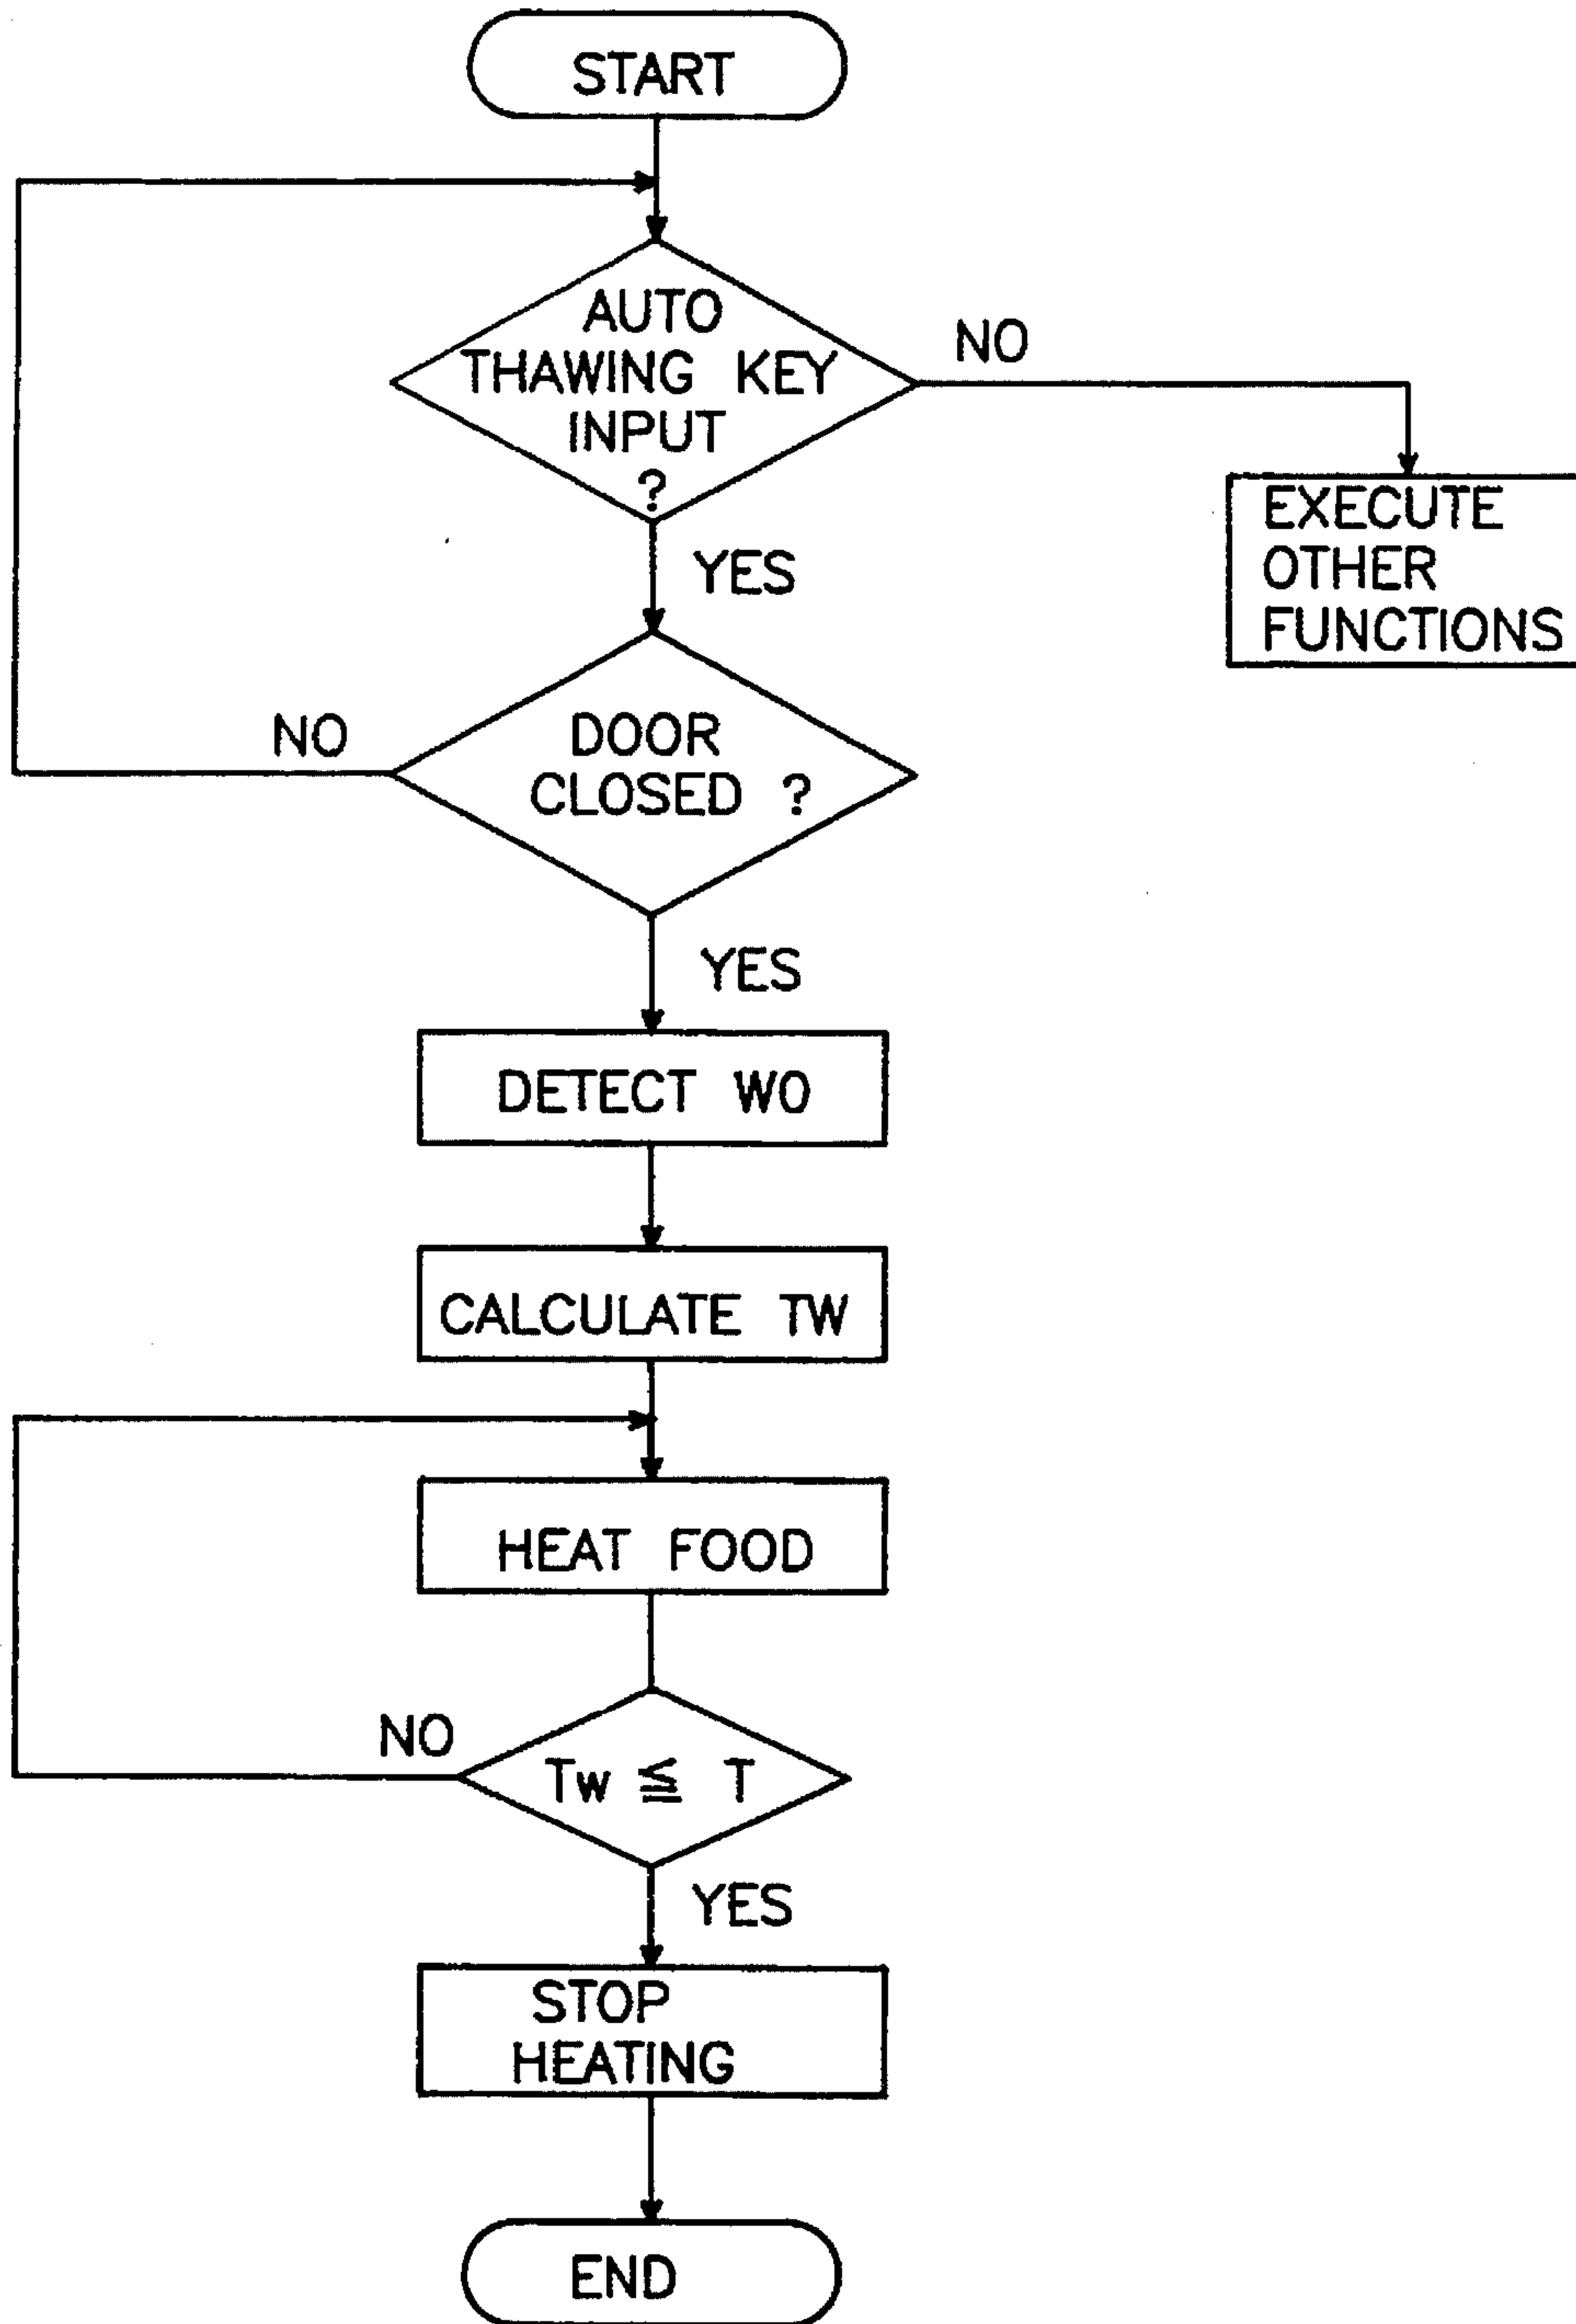 START
AUTO
THAWING KEY
INPUT
?
NO
YES
EXECUTE
OTHER
FUNCTIONS
NO
DOOR
CLOSED ?
YES
DETECT WO
CALCULATE TW
HEAT FOOD
NO
Tw ≦ T
YES
STOP
HEATING
END